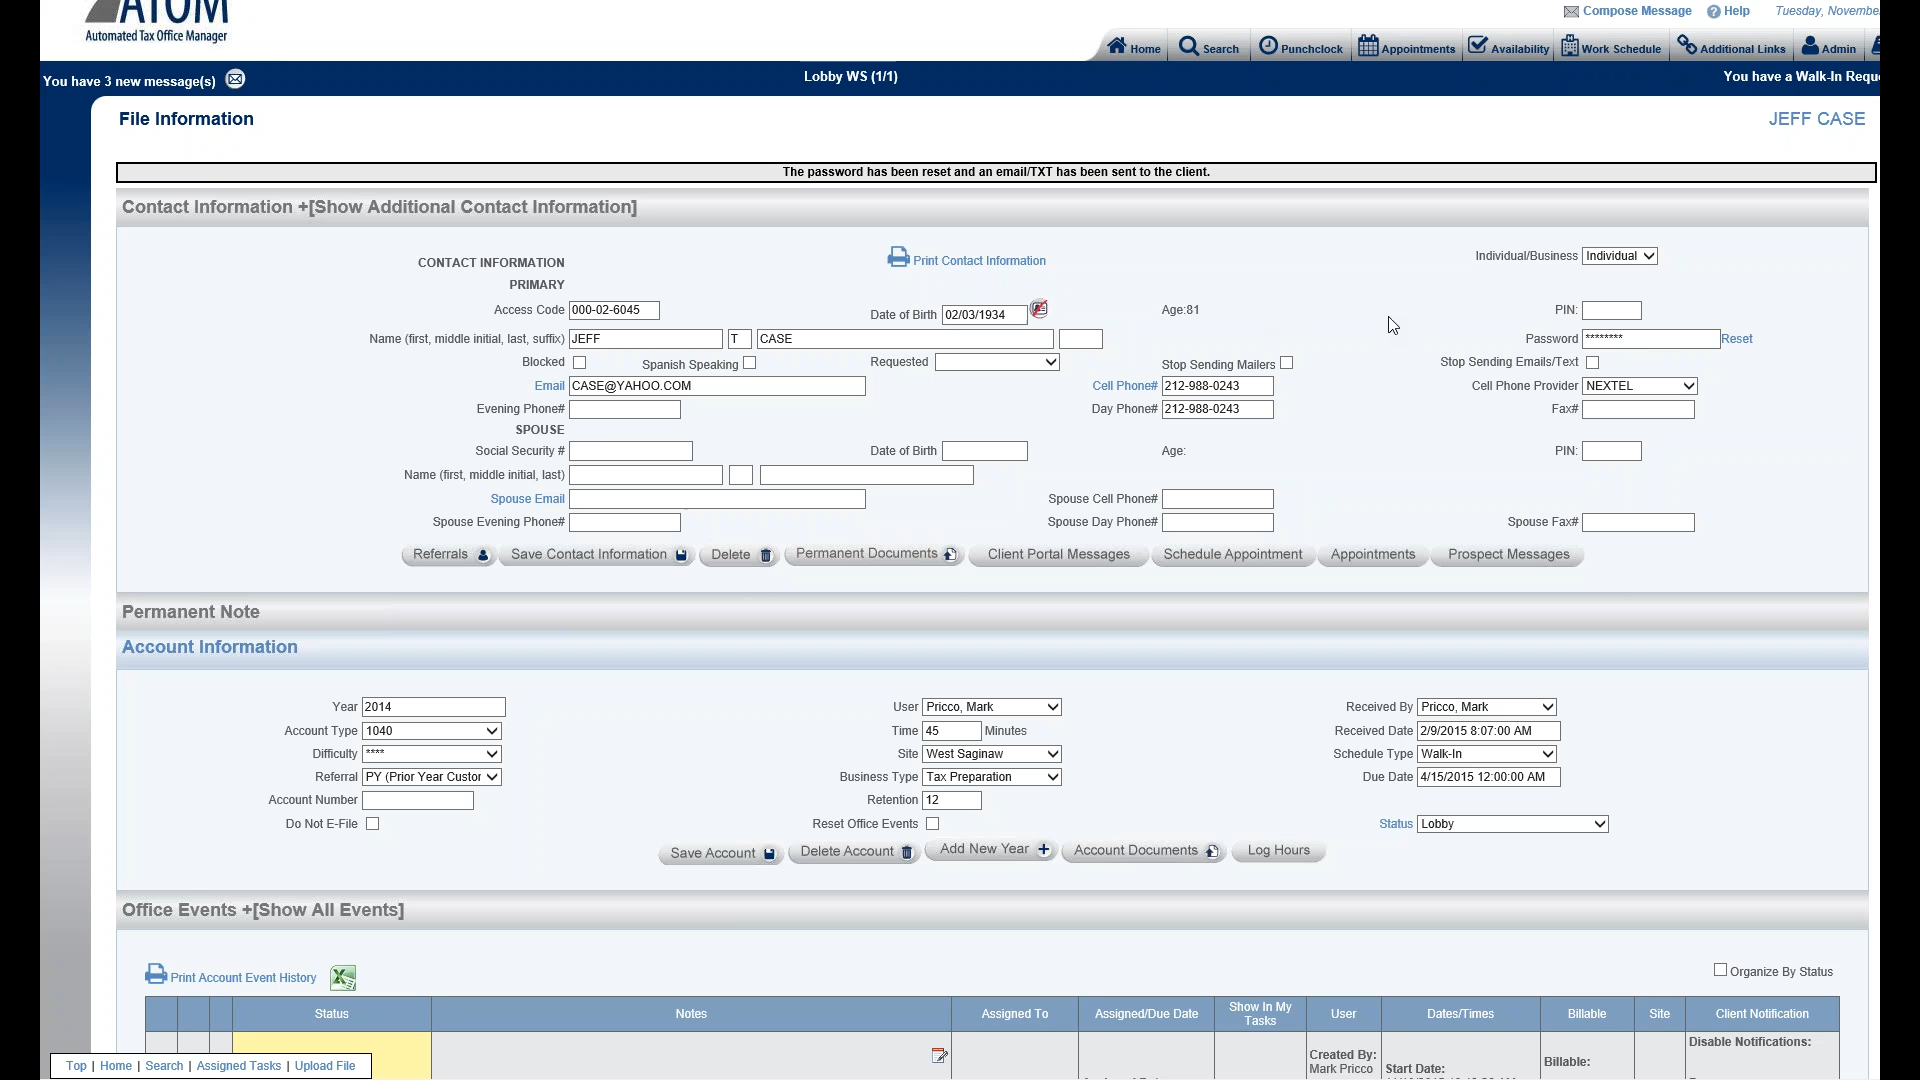 ATOM
Automated Tax Office Manager
Compose Message Help Tuesday, Novembe
Home Search Punchclock Appointments Availability Work Schedule Additional Links Admin
You have 3 new message(s) Lobby WS (1/1) You have a Walk-In Requ
File Information JEFF CASE
The password has been reset and an email/TXT has been sent to the client.
Contact Information +[Show Additional Contact Information]
CONTACT INFORMATION Print Contact Information Individual/Business Individual
PRIMARY
Access Code 000-02-6045 Date of Birth 02/03/1934 Age:81 PIN:
Name (first, middle initial, last, suffix) JEFF T CASE Password ******** Reset
Blocked Spanish Speaking Requested Stop Sending Mailers Stop Sending Emails/Text
Email CASE@YAHOO.COM Cell Phone# 212-988-0243 Cell Phone Provider NEXTEL
Evening Phone# Day Phone# 212-988-0243 Fax#
SPOUSE
Social Security # Date of Birth Age: PIN:
Name (first, middle initial, last)
Spouse Email Spouse Cell Phone#
Spouse Evening Phone# Spouse Day Phone# Spouse Fax#
Referrals Save Contact Information Delete Permanent Documents Client Portal Messages Schedule Appointment Appointments Prospect Messages
Permanent Note
Account Information
Year 2014 User Pricco, Mark Received By Pricco, Mark
Account Type 1040 Time 45 Minutes Received Date 2/9/2015 8:07:00 AM
Difficulty **** Site West Saginaw Schedule Type Walk-In
Referral PY (Prior Year Custor Business Type Tax Preparation Due Date 4/15/2015 12:00:00 AM
Account Number Retention 12
Do Not E-File Reset Office Events Status Lobby
Save Account Delete Account Add New Year Account Documents Log Hours
Office Events +[Show All Events]
Print Account Event History Organize By Status
Status Notes Assigned To Assigned/Due Date Show In My Tasks User Dates/Times Billable Site Client Notification
Disable Notifications:
Created By: Billable:
Mark Pricco Start Date:
Top | Home | Search | Assigned Tasks | Upload File